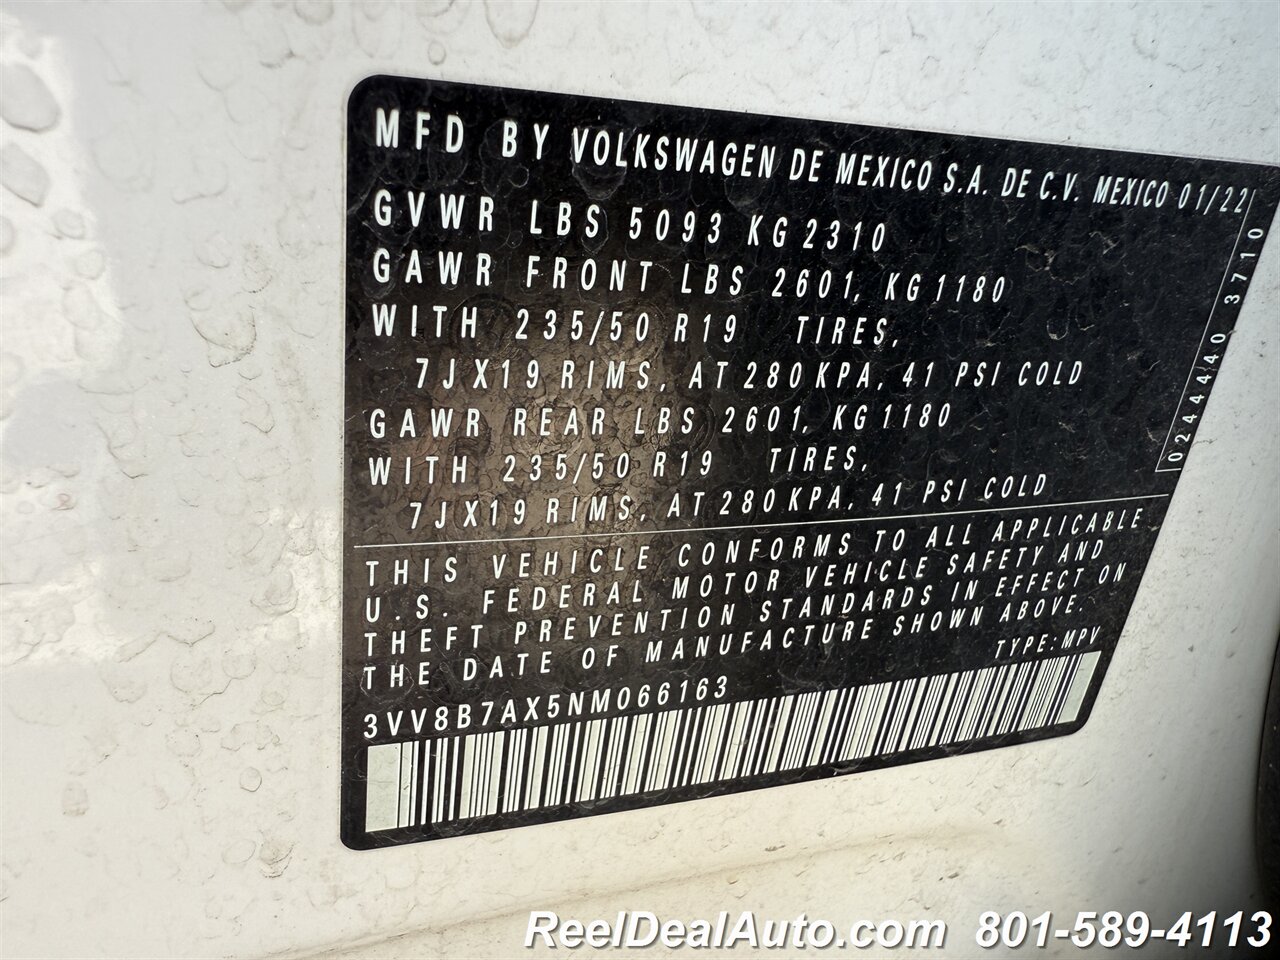 MFD BY VOLKSWAGEN DE MEXICO S.A. DE C.V. MEXICO 01/22
GVWR LBS 5093 KG 2310
GAWR FRONT LBS 2601, KG 1180
WITH 235/50 R19 TIRES,
7JX19 RIMS, AT 280 KPA, 41 PSI COLD
GAWR REAR LBS 2601, KG 1180
WITH 235/50 R19 TIRES,
7JX19 RIMS, AT 280 KPA, 41 PSI COLD
0244440 3710
THIS VEHICLE CONFORMS TO ALL APPLICABLE
U.S. FEDERAL MOTOR VEHICLE SAFETY AND
THEFT PREVENTION STANDARDS IN EFFECT ON
THE DATE OF MANUFACTURE SHOWN ABOVE.
TYPE: MPV
3VV8B7AX5NM066163
ReelDealAuto.com 801-589-4113